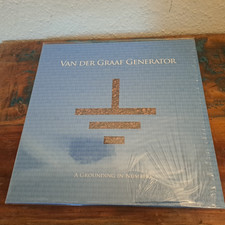 VAN DER GRAAF GENERATOR
A GROUNDING IN NUMBERS